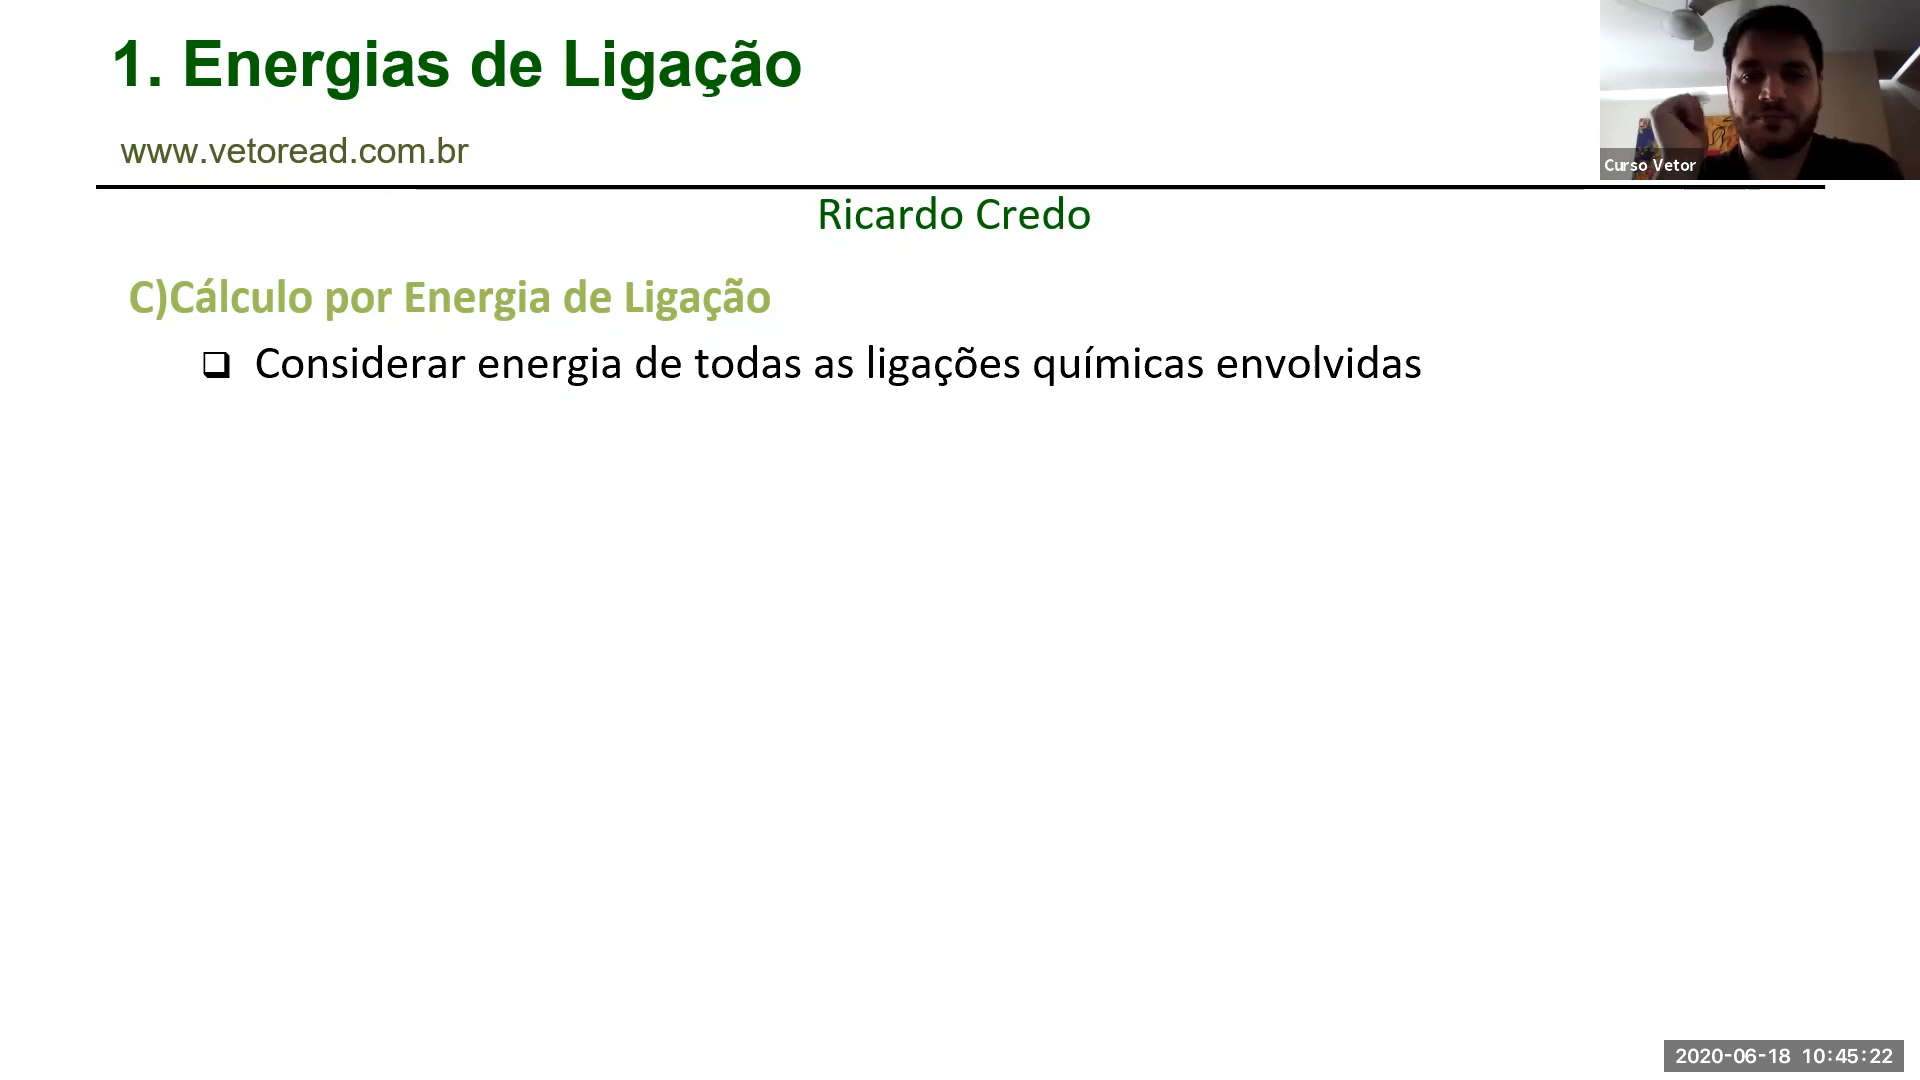 1. Energias de Ligação
www.vetoread.com.br
Curso Vetor
Ricardo Credo
C)Cálculo por Energia de Ligação
❑ Considerar energia de todas as ligações químicas envolvidas
2020-06-18 10:45:22